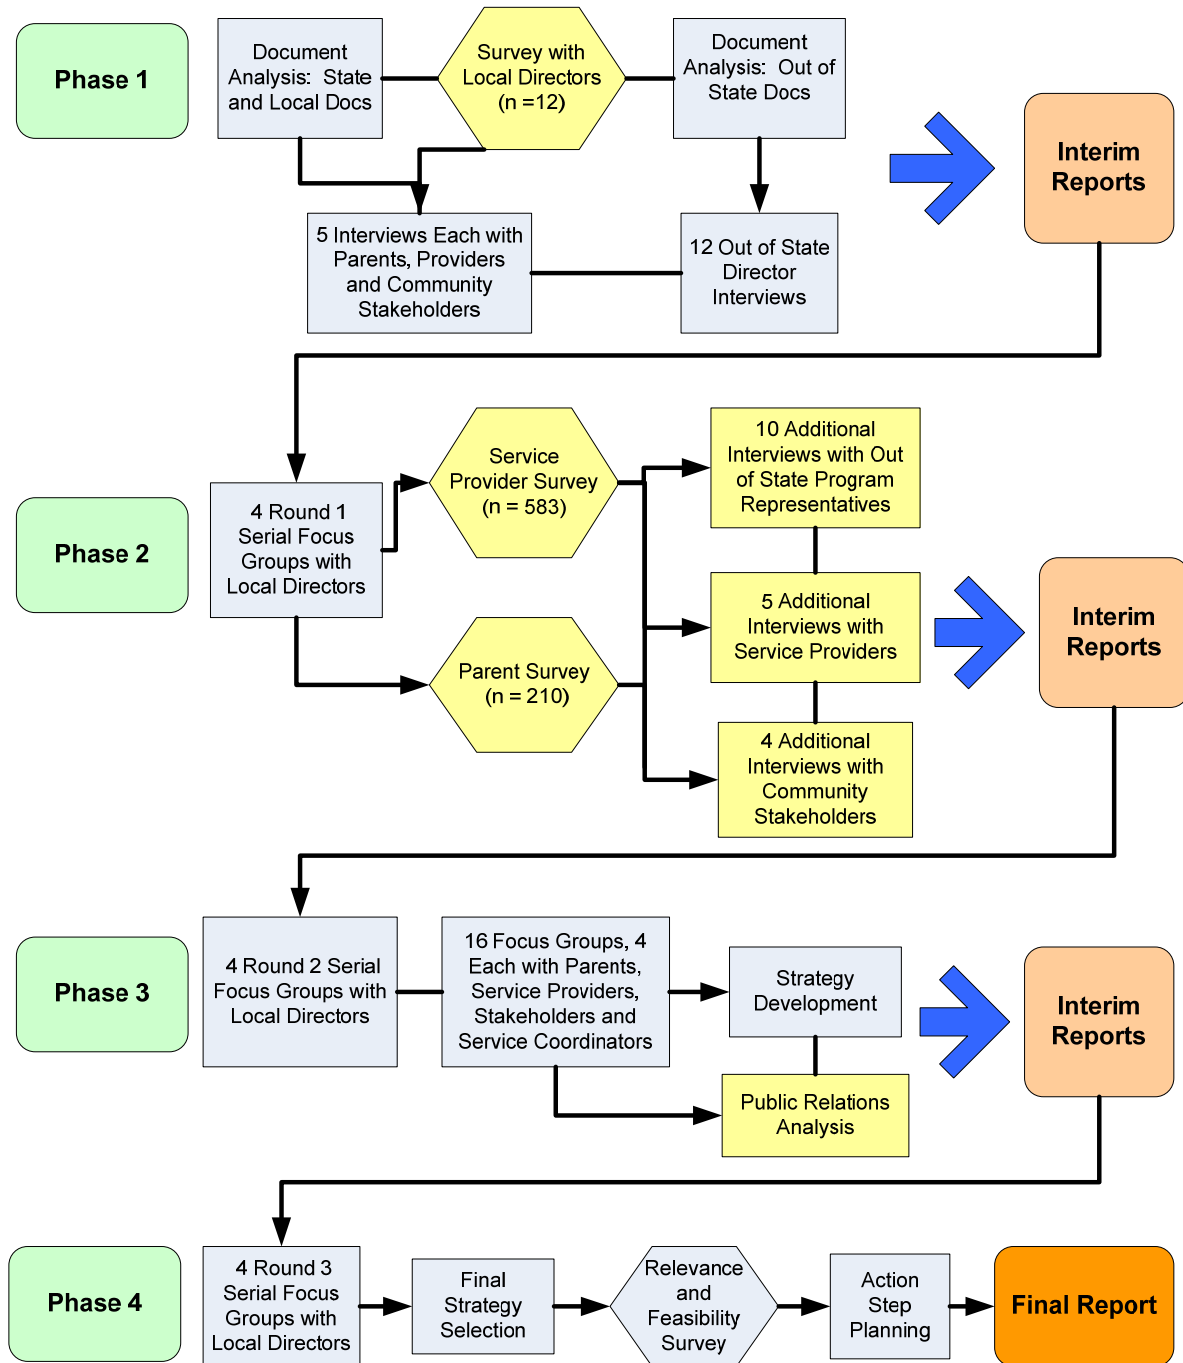 Phase 1
Document
Analysis: State
and Local Docs
Survey with
Local Directors
(n =12)
Document
Analysis: Out of
State Docs
Interim
Reports
5 Interviews Each with
Parents, Providers
and Community
Stakeholders
12 Out of State
Director
Interviews
Phase 2
4 Round 1
Serial Focus
Groups with
Local Directors
Service
Provider Survey
(n = 583)
Parent Survey
(n = 210)
10 Additional
Interviews with Out
of State Program
Representatives
5 Additional
Interviews with
Service Providers
4 Additional
Interviews with
Community
Stakeholders
Interim
Reports
Phase 3
4 Round 2 Serial
Focus Groups with
Local Directors
16 Focus Groups, 4
Each with Parents,
Service Providers,
Stakeholders and
Service Coordinators
Strategy
Development
Public Relations
Analysis
Interim
Reports
Phase 4
4 Round 3
Serial Focus
Groups with
Local Directors
Final
Strategy
Selection
Relevance
and
Feasibility
Survey
Action
Step
Planning
Final Report